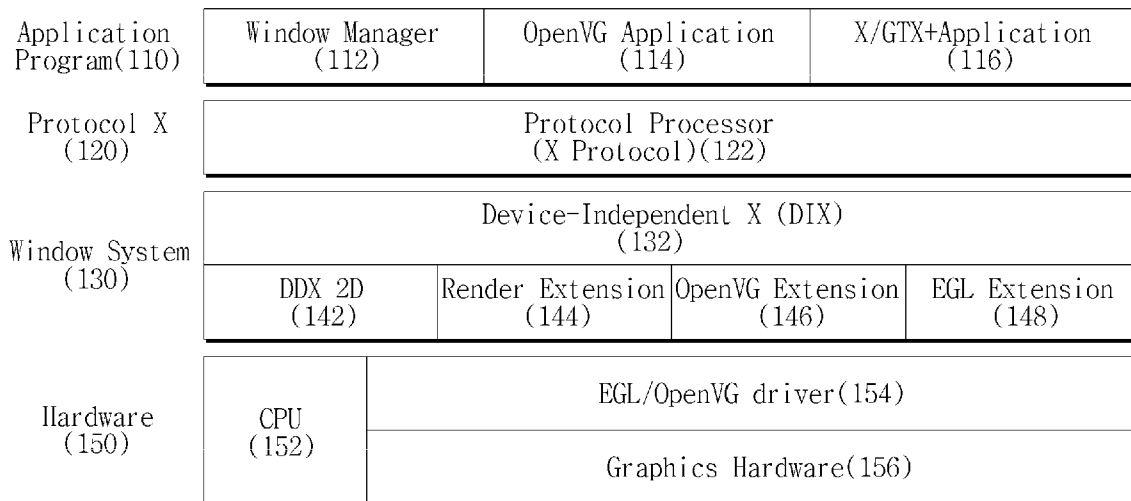 Application
Program(110)
Window Manager
(112)
OpenVG Application
(114)
X/GTX+Application
(116)
Protocol X
(120)
Protocol Processor
(X Protocol)(122)
Window System
(130)
Device-Independent X (DIX)
(132)
DDX 2D
(142)
Render Extension
(144)
OpenVG Extension
(146)
EGL Extension
(148)
Hardware
(150)
CPU
(152)
EGL/OpenVG driver(154)
Graphics Hardware(156)